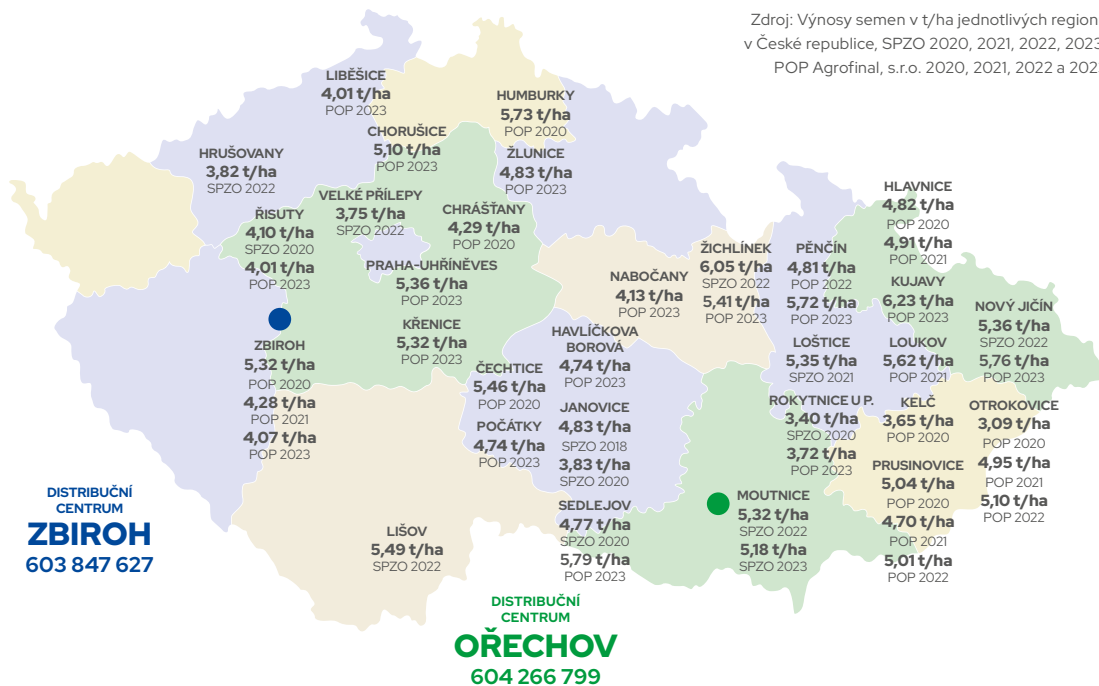 Zdroj: Výnosy semen v t/ha jednotlivých region
v České republice, SPZO 2020, 2021, 2022, 2023
POP Agrofinal, s.r.o. 2020, 2021, 2022 a 202
LIBĚŠICE
4,01 t/ha
POP 2023
HUMBURKY
5,73 t/ha
POP 2020
CHORUŠICE
5,10 t/ha
POP 2023
HRUŠOVANY
3,82 t/ha
SPZO 2022
ŽLUNICE
4,83 t/ha
POP 2023
VELKÉ PŘÍLEPY
3,75 t/ha
SPZO 2022
CHRÁŠŤANY
4,29 t/ha
POP 2020
ŘISUTY
4,10 t/ha
SPZO 2020
4,01 t/ha
POP 2023
PRAHA-UHŘÍNĚVES
5,36 t/ha
POP 2023
KŘENICE
5,32 t/ha
POP 2023
ZBIROH
5,32 t/ha
POP 2020
4,28 t/ha
POP 2021
4,07 t/ha
POP 2023
NABOČANY
4,13 t/ha
POP 2023
ŽICHLÍNEK
6,05 t/ha
SPZO 2022
5,41 t/ha
POP 2023
PĚNČÍN
4,81 t/ha
POP 2022
5,72 t/ha
POP 2023
HLAVNICE
4,82 t/ha
POP 2020
4,91 t/ha
POP 2021
KUJAVY
6,23 t/ha
POP 2023
NOVÝ JIČÍN
5,36 t/ha
SPZO 2022
5,76 t/ha
POP 2023
HAVLÍČKOVA
BOROVÁ
4,74 t/ha
POP 2023
LOŠTICE
5,35 t/ha
SPZO 2021
LOUKOV
5,62 t/ha
POP 2021
ČECHTICE
5,46 t/ha
POP 2020
POČÁTKY
4,74 t/ha
POP 2023
JANOVICE
4,83 t/ha
SPZO 2018
3,83 t/ha
SPZO 2020
ROKYTNICE U P.
3,40 t/ha
SPZO 2020
3,72 t/ha
POP 2023
KELČ
3,65 t/ha
POP 2020
OTROKOVICE
3,09 t/ha
POP 2020
4,95 t/ha
POP 2021
5,10 t/ha
POP 2022
PRUSINOVICE
5,04 t/ha
POP 2020
4,70 t/ha
POP 2021
5,01 t/ha
POP 2022
SEDLEJOV
4,77 t/ha
SPZO 2020
5,79 t/ha
POP 2023
MOUTNICE
5,32 t/ha
SPZO 2022
5,18 t/ha
SPZO 2023
LIŠOV
5,49 t/ha
SPZO 2022
DISTRIBUČNÍ
CENTRUM
ZBIROH
603 847 627
DISTRIBUČNÍ
CENTRUM
OŘECHOV
604 266 799